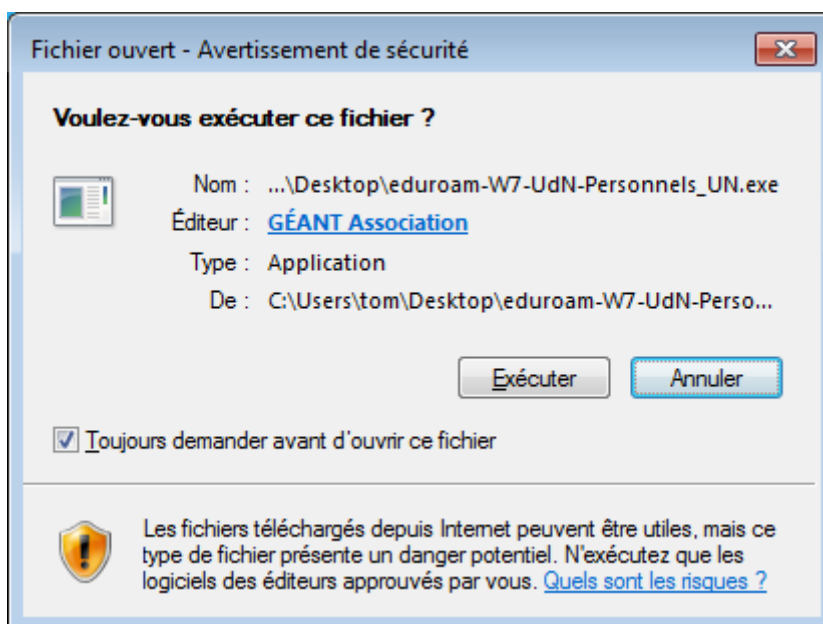 Fichier ouvert - Avertissement de sécurité
Voulez-vous exécuter ce fichier ?
Nom : ...\Desktop\eduroam-W7-UdN-Personnels_UN.exe
Éditeur : GÉANT Association
Type : Application
De : C:\Users\tom\Desktop\eduroam-W7-UdN-Perso...
Exécuter Annuler
Toujours demander avant d'ouvrir ce fichier
Les fichiers téléchargés depuis Internet peuvent être utiles, mais ce
type de fichier présente un danger potentiel. N'exécutez que les
logiciels des éditeurs approuvés par vous. Quels sont les risques ?